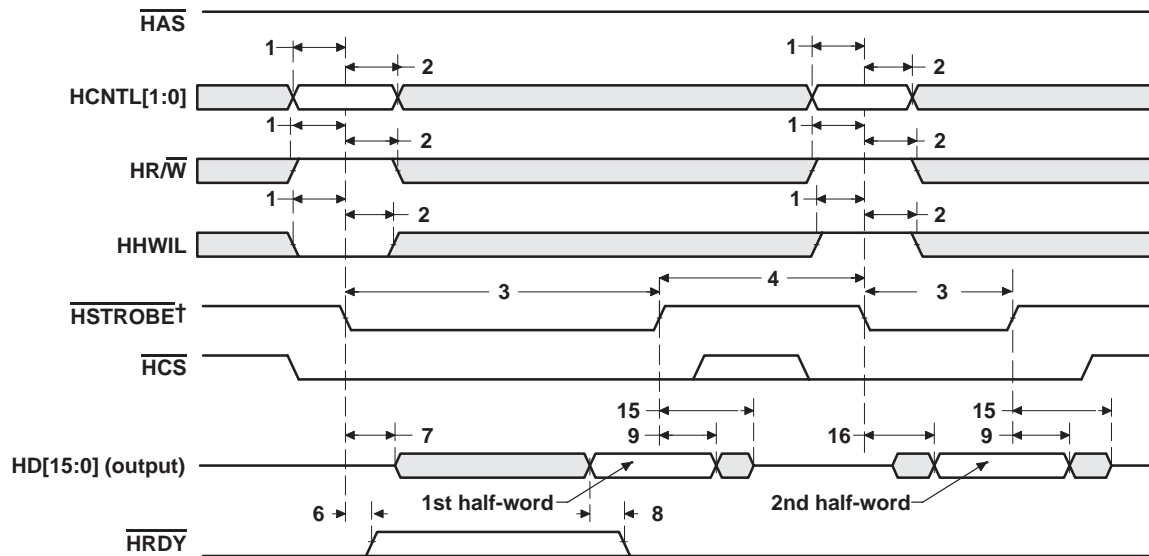 HAS
1
1
2
2
HCNTL[1:0]
1
1
2
2
HR/W
1
1
2
2
HHWIL
4
3
3
HSTROBE†
HCS
15
15
7
9
16
9
HD[15:0] (output)
1st half-word
2nd half-word
6
8
HRDY